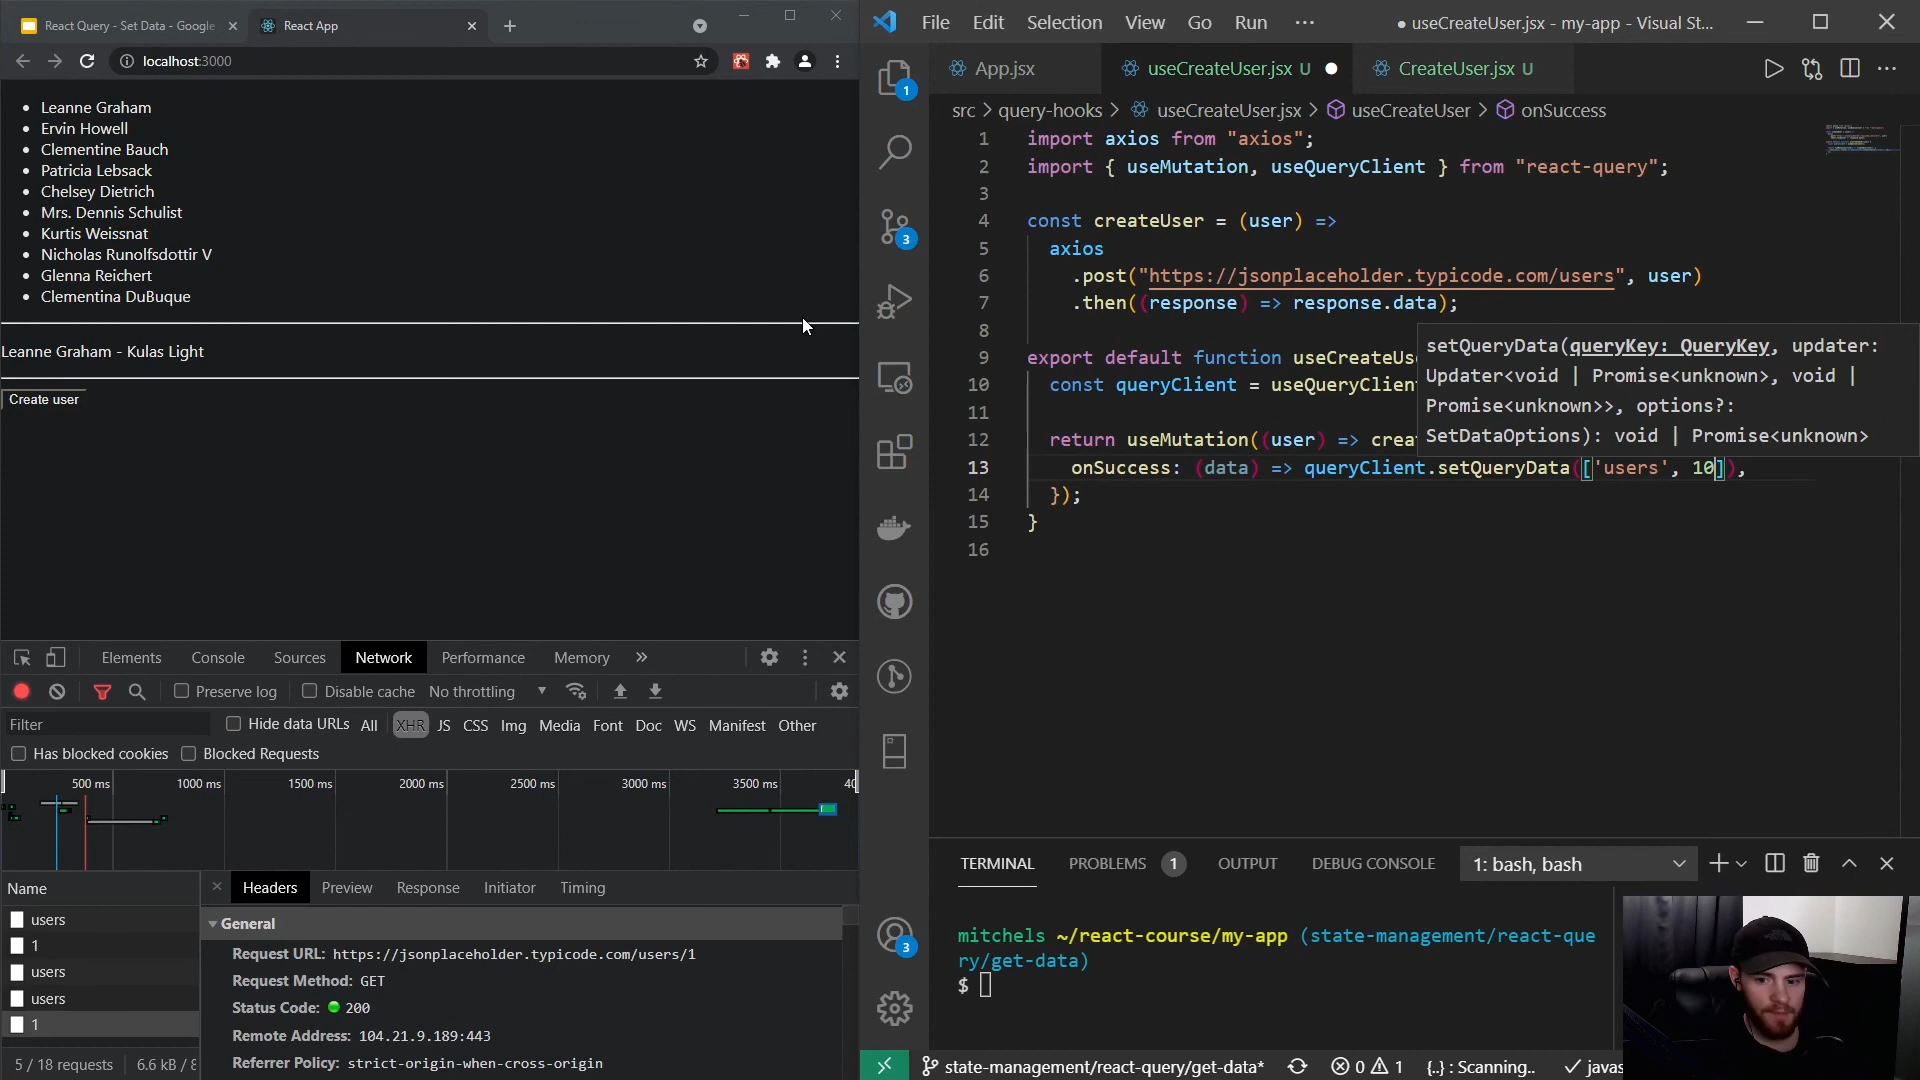 React Query - Set Data - Google
React App
localhost:3000
Leanne Graham
Ervin Howell
Clementine Bauch
Patricia Lebsack
Chelsey Dietrich
Mrs. Dennis Schulist
Kurtis Weissnat
Nicholas Runolfsdottir V
Glenna Reichert
Clementina DuBuque
Leanne Graham - Kulas Light
Create user
Elements Console Sources Network Performance Memory
Preserve log Disable cache No throttling
Filter Hide data URLs All XHR JS CSS Img Media Font Doc WS Manifest Other
Has blocked cookies Blocked Requests
500 ms 1000 ms 1500 ms 2000 ms 2500 ms 3000 ms 3500 ms 40
Name
users
1
users
users
1
5 / 18 requests 6.6 kB / 8
Headers Preview Response Initiator Timing
General
Request URL: https://jsonplaceholder.typicode.com/users/1
Request Method: GET
Status Code: 200
Remote Address: 104.21.9.189:443
Referrer Policy: strict-origin-when-cross-origin
File Edit Selection View Go Run ··· ● useCreateUser.jsx - my-app - Visual St...
App.jsx useCreateUser.jsx U CreateUser.jsx U
src > query-hooks > useCreateUser.jsx > useCreateUser > onSuccess
1 import axios from "axios";
2 import { useMutation, useQueryClient } from "react-query";
3
4 const createUser = (user) =>
5 axios
6 .post("https://jsonplaceholder.typicode.com/users", user)
7 .then((response) => response.data);
8
9 export default function useCreateUse
10 const queryClient = useQueryClient
11
12 return useMutation((user) => crea
13 onSuccess: (data) => queryClient.setQueryData(['users', 10]),
14 });
15 }
16
setQueryData(queryKey: QueryKey, updater:
Updater<void | Promise<unknown>, void |
Promise<unknown>>, options?:
SetDataOptions): void | Promise<unknown>
1
3
3
TERMINAL PROBLEMS 1 OUTPUT DEBUG CONSOLE 1: bash, bash
mitchels ~/react-course/my-app (state-management/react-que
ry/get-data)
$
state-management/react-query/get-data* 0 1 {..} : Scanning.. javas